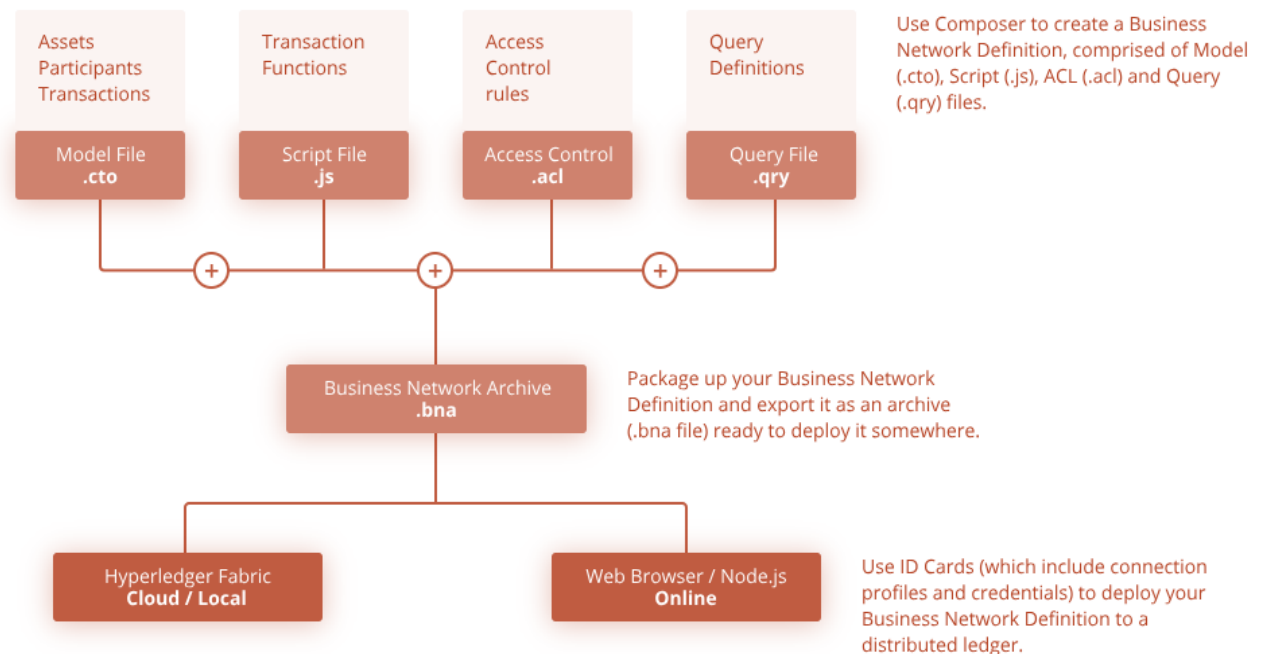 Assets
Participants
Transactions
Model File
.cto
Transaction
Functions
Script File
.js
Access
Control
rules
Access Control
.acl
Query
Definitions
Query File
.qry
Use Composer to create a Business
Network Definition, comprised of Model
(.cto), Script (.js), ACL (.acl) and Query
(.qry) files.
+
+
+
Business Network Archive
.bna
Package up your Business Network
Definition and export it as an archive
(.bna file) ready to deploy it somewhere.
Hyperledger Fabric
Cloud / Local
Web Browser / Node.js
Online
Use ID Cards (which include connection
profiles and credentials) to deploy your
Business Network Definition to a
distributed ledger.